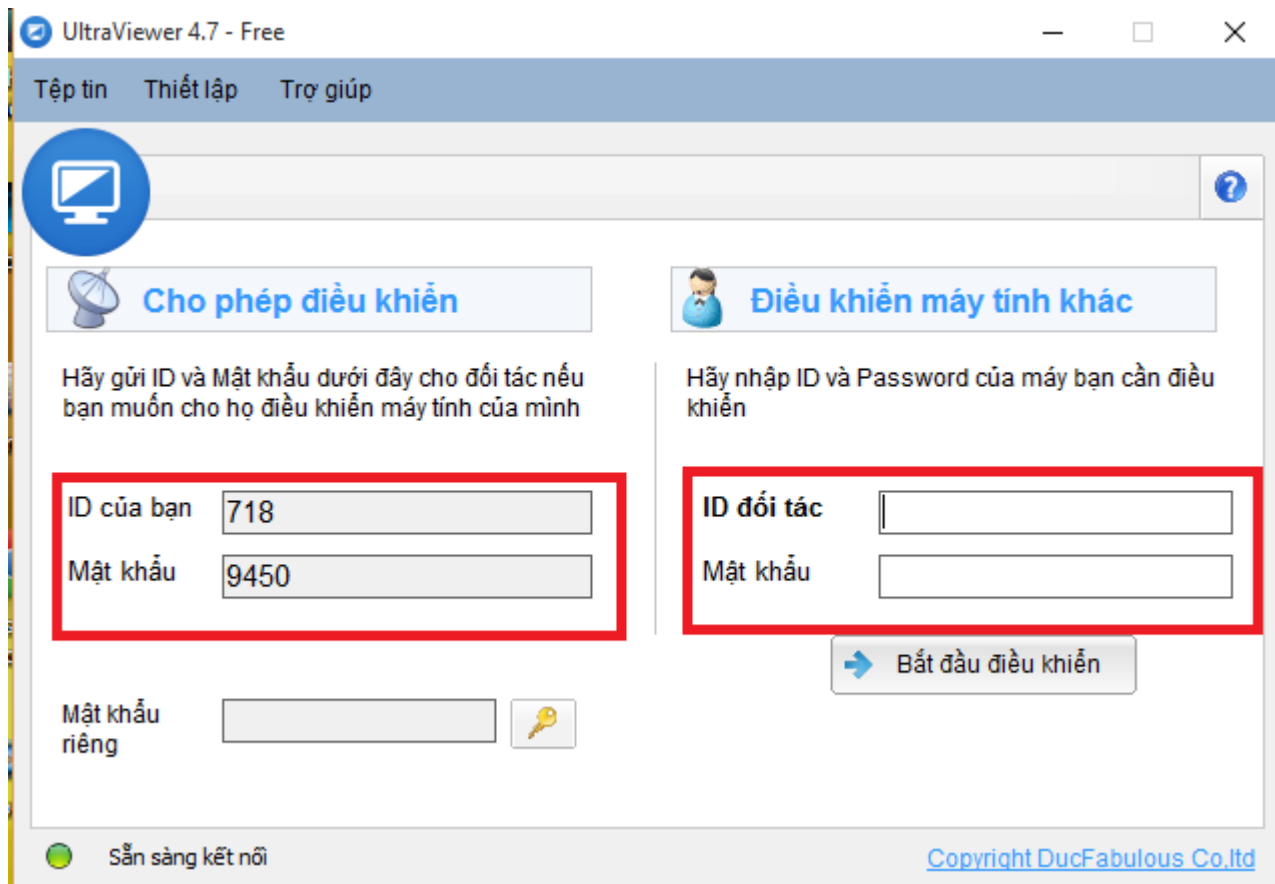 UltraViewer 4.7 - Free
Tệp tin Thiết lập Trợ giúp
Cho phép điều khiển
Hãy gửi ID và Mật khẩu dưới đây cho đối tác nếu
bạn muốn cho họ điều khiển máy tính của mình
ID của bạn 718
Mật khẩu 9450
Mật khẩu
riêng
Điều khiển máy tính khác
Hãy nhập ID và Password của máy bạn cần điều
khiển
ID đối tác
Mật khẩu
Bắt đầu điều khiển
Sẵn sàng kết nối
Copyright DucFabulous Co,ltd